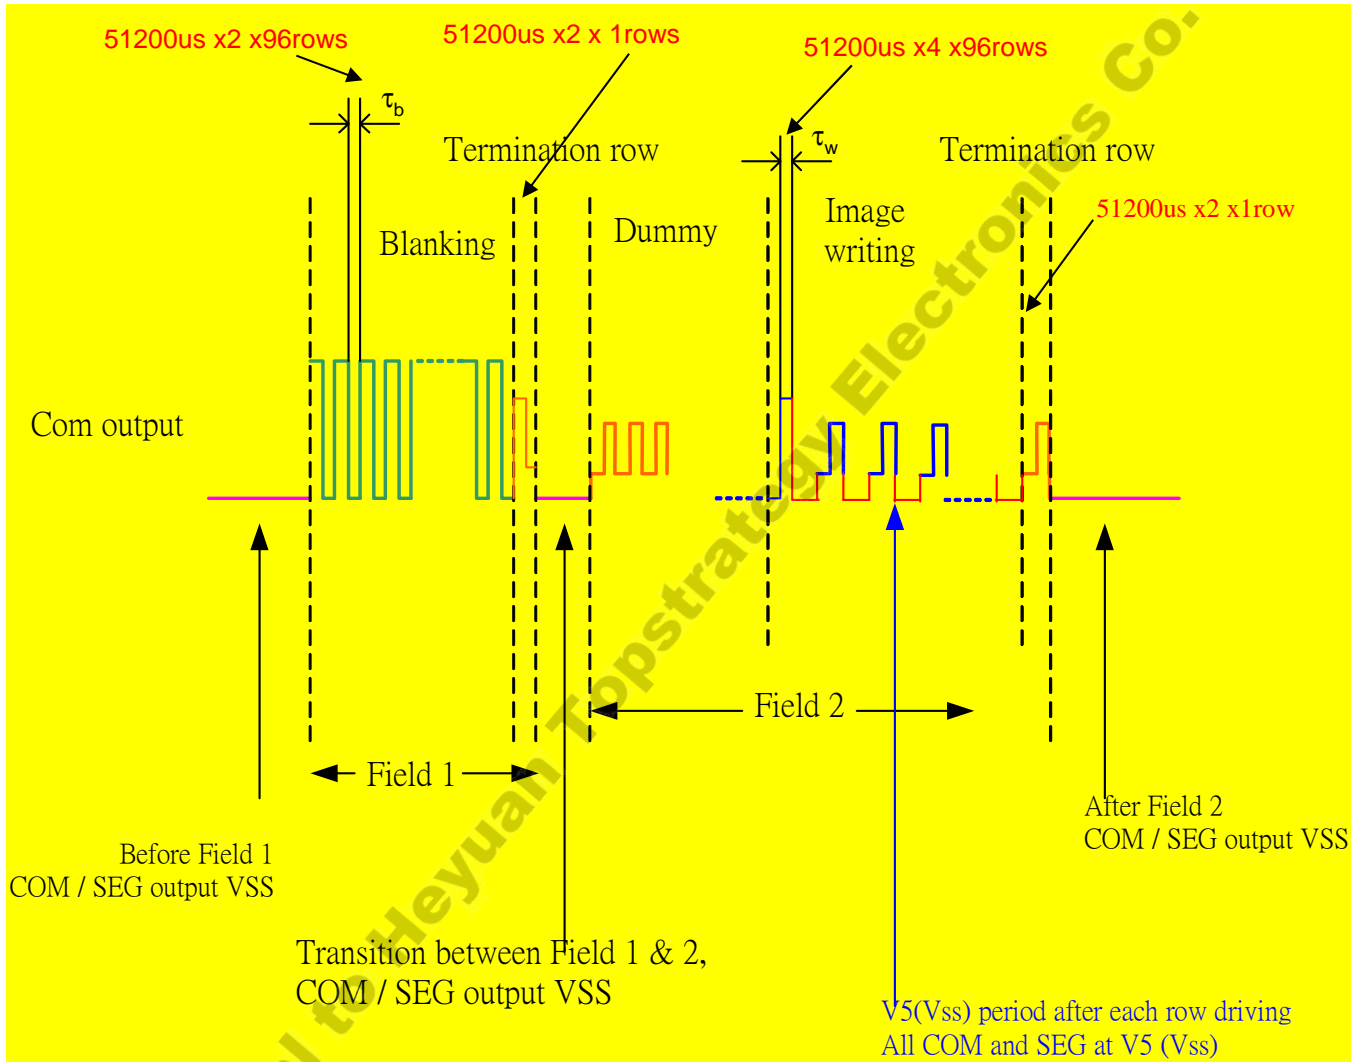 51200us x2 x96rows
51200us x2 x 1rows
51200us x4 x96rows
τb
τw
Termination row
Termination row
51200us x2 x1row
Blanking
Dummy
Image
writing
Com output
Field 2
Field 1
Before Field 1
COM / SEG output VSS
After Field 2
COM / SEG output VSS
Transition between Field 1 & 2,
COM / SEG output VSS
V5(Vss) period after each row driving
All COM and SEG at V5 (Vss)
to Heyuan Topstrategy Electronics Co.